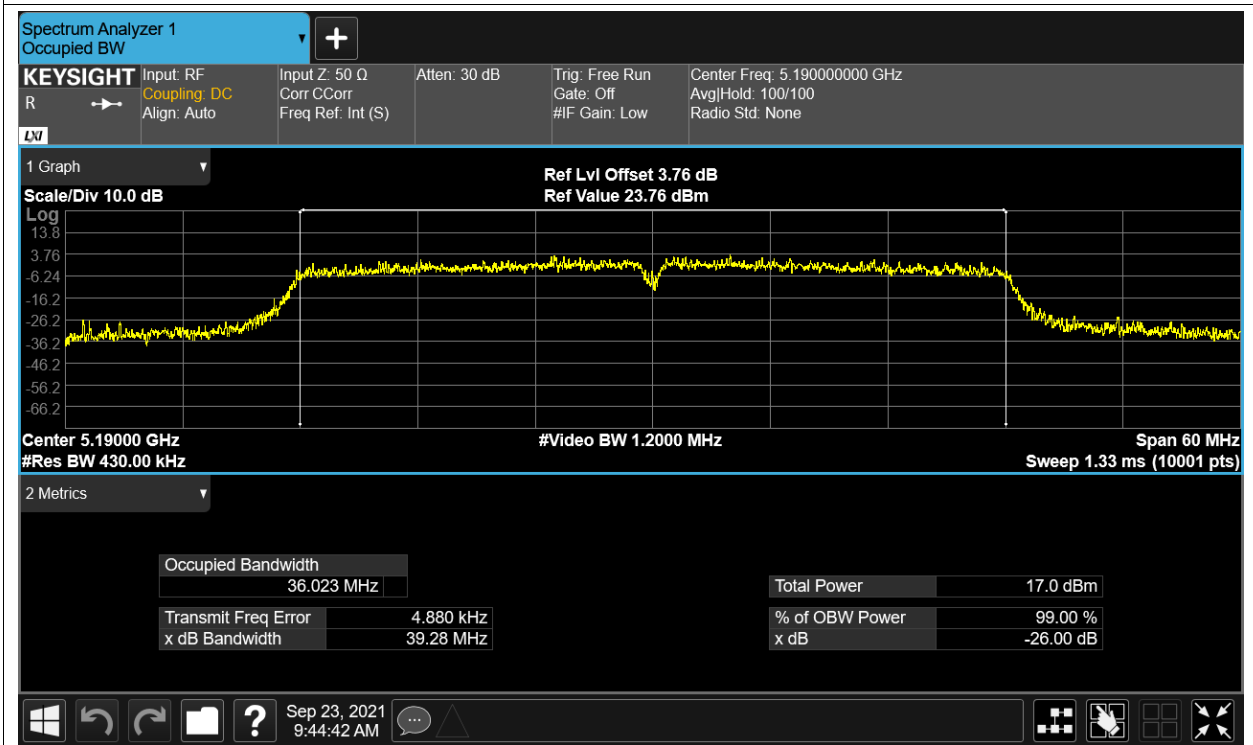 Spectrum Analyzer 1
Occupied BW
KEYSIGHT
R
LXI
Input: RF
Coupling: DC
Align: Auto
Input Z: 50 Ω
Corr CCorr
Freq Ref: Int (S)
Atten: 30 dB
Trig: Free Run
Gate: Off
#IF Gain: Low
Center Freq: 5.190000000 GHz
Avg|Hold: 100/100
Radio Std: None
1 Graph
Scale/Div 10.0 dB
Ref Lvl Offset 3.76 dB
Ref Value 23.76 dBm
Log
13.8
3.76
-6.24
-16.2
-26.2
-36.2
-46.2
-56.2
-66.2
Center 5.19000 GHz
#Video BW 1.2000 MHz
Span 60 MHz
#Res BW 430.00 kHz
Sweep 1.33 ms (10001 pts)
2 Metrics
Occupied Bandwidth
36.023 MHz
Total Power 17.0 dBm
Transmit Freq Error 4.880 kHz
% of OBW Power 99.00 %
x dB Bandwidth 39.28 MHz
x dB -26.00 dB
?
Sep 23, 2021
9:44:42 AM